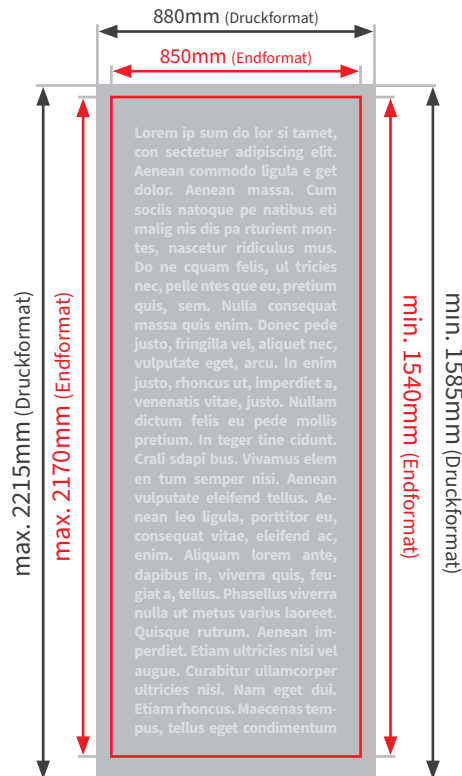 880mm (Druckformat)
850mm (Endformat)
max. 2215mm (Druckformat)
max. 2170mm (Endformat)
Lorem ip sum do lor si tamet,
con sectetuer adipiscing elit.
Aenean commodo ligula e get
dolor. Aenean massa. Cum
sociis natoque pe natibus eti
malig nis dis pa rturient mon-
tes, nascetur ridiculus mus.
Do ne cquam felis, ul tricies
nec, pelle ntes que eu, pretium
quis, sem. Nulla consequat
massa quis enim. Donec pede
justo, fringilla vel, aliquet nec,
vulputate eget, arcu. In enim
justo, rhoncus ut, imperdiet a,
venenatis vitae, justo. Nullam
dictum felis eu pede mollis
pretium. In teger tine cidunt.
Crali sdapi bus. Vivamus elem
en tum semper nisi. Aenean
vulputate eleifend tellus. Ae-
nean leo ligula, porttitor eu,
consequat vitae, eleifend ac,
enim. Aliquam lorem ante,
dapibus in, viverra quis, feu-
giat a, tellus. Phasellus viverra
nulla ut metus varius laoreet.
Quisque rutrum. Aenean im-
perdiet. Etiam ultricies nisi vel
augue. Curabitur ullamcorper
ultricies nisi. Nam eget dui.
Etiam rhoncus. Maecenas tem-
pus, tellus eget condimentum
min. 1540mm (Endformat)
min. 1585mm (Druckformat)